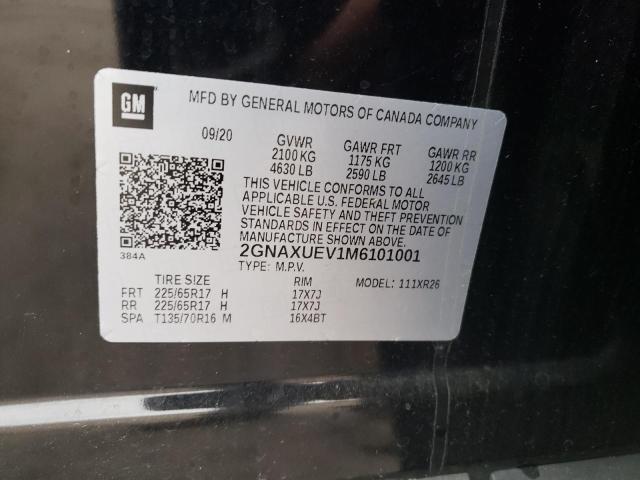 GM
MFD BY GENERAL MOTORS OF CANADA COMPANY
09/20 GVWR GAWR FRT GAWR RR
2100 KG 1175 KG 1200 KG
4630 LB 2590 LB 2645 LB
THIS VEHICLE CONFORMS TO ALL
APPLICABLE U.S. FEDERAL MOTOR
VEHICLE SAFETY AND THEFT PREVENTION
STANDARDS IN EFFECT ON THE DATE OF
MANUFACTURE SHOWN ABOVE.
384A 2GNAXUEV1M6101001
TYPE: M.P.V. MODEL: 111XR26
TIRE SIZE RIM
FRT 225/65R17 H 17X7J
RR 225/65R17 H 17X7J
SPA T135/70R16 M 16X4BT